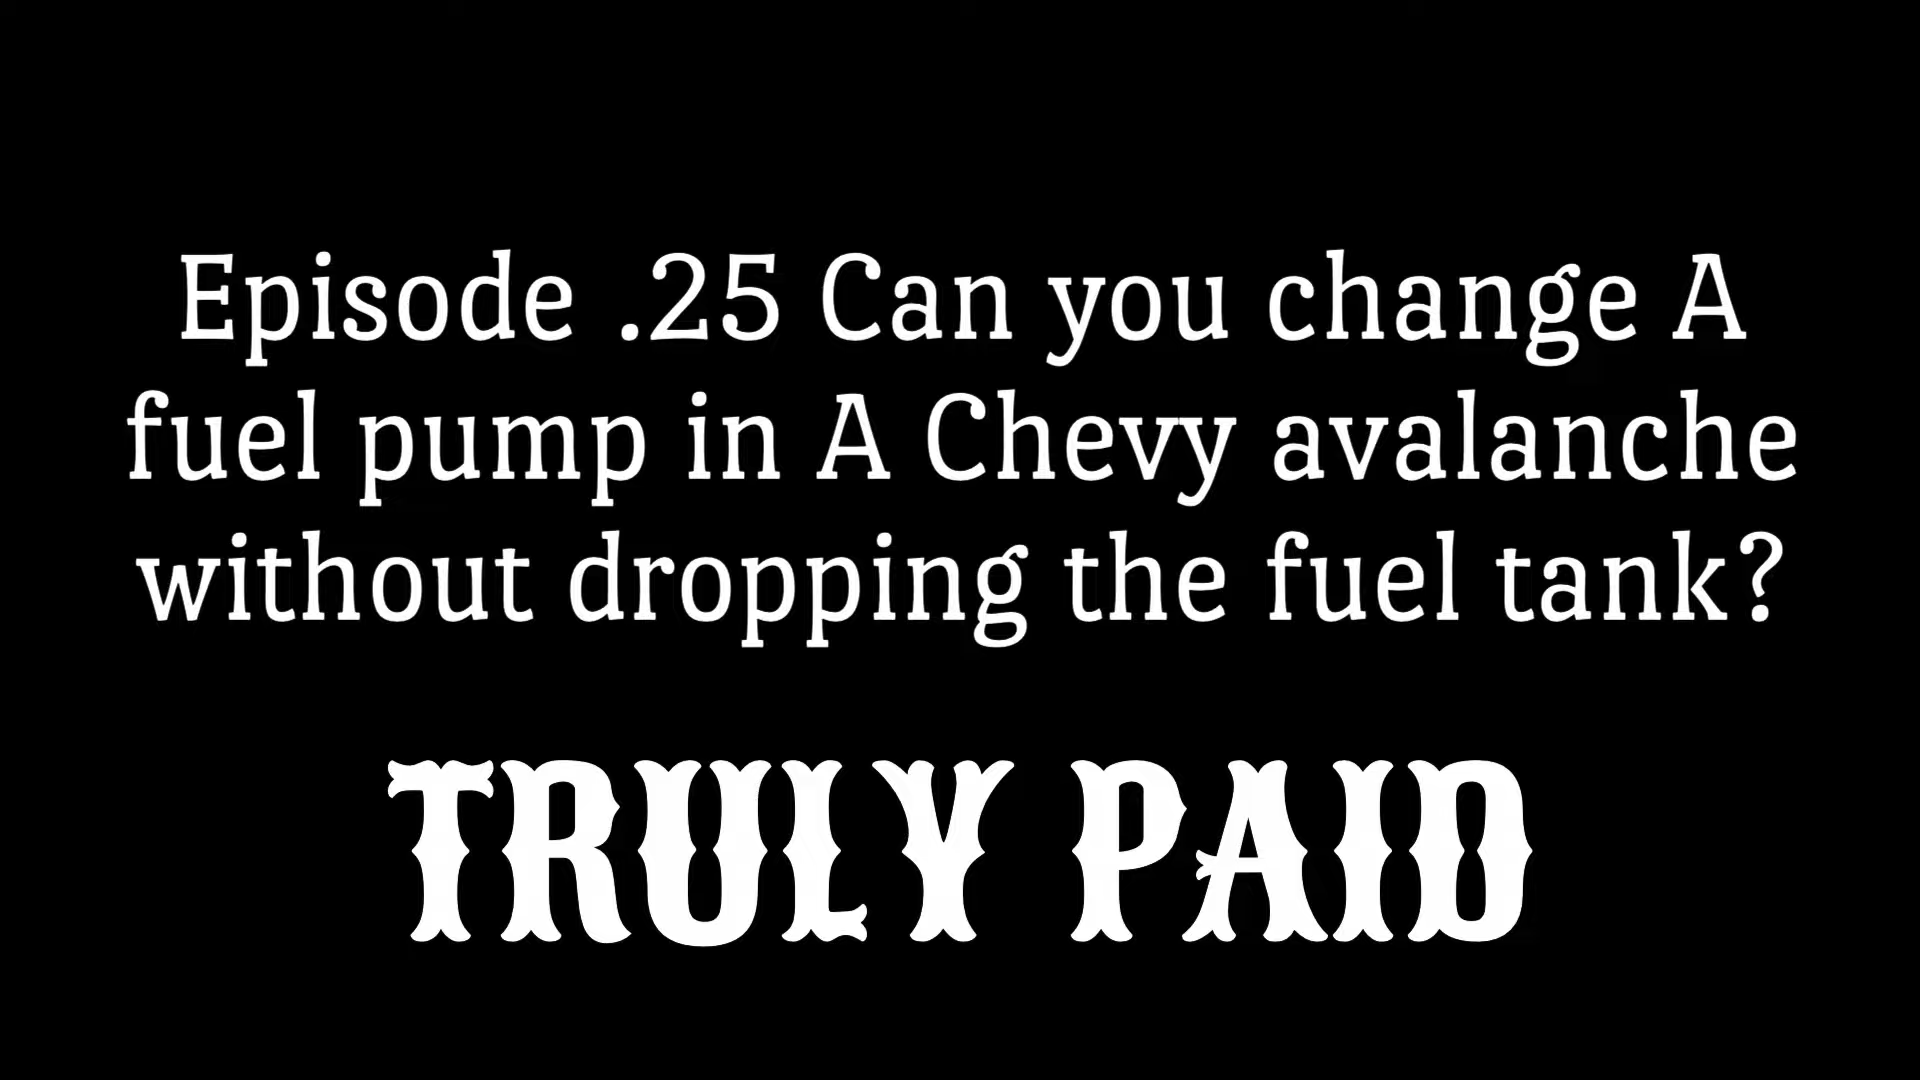 Episode .25 Can you change A
fuel pump in A Chevy avalanche
without dropping the fuel tank?
TRULY PAID